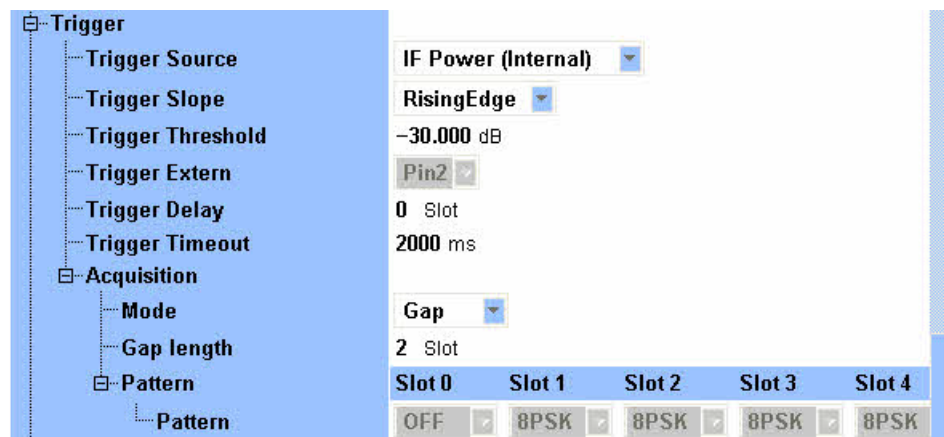 Trigger
Trigger Source IF Power (Internal)
Trigger Slope RisingEdge
Trigger Threshold −30.000 dB
Trigger Extern Pin2
Trigger Delay 0 Slot
Trigger Timeout 2000 ms
Acquisition
Mode Gap
Gap length 2 Slot
Pattern Slot 0 Slot 1 Slot 2 Slot 3 Slot 4
Pattern OFF 8PSK 8PSK 8PSK 8PSK